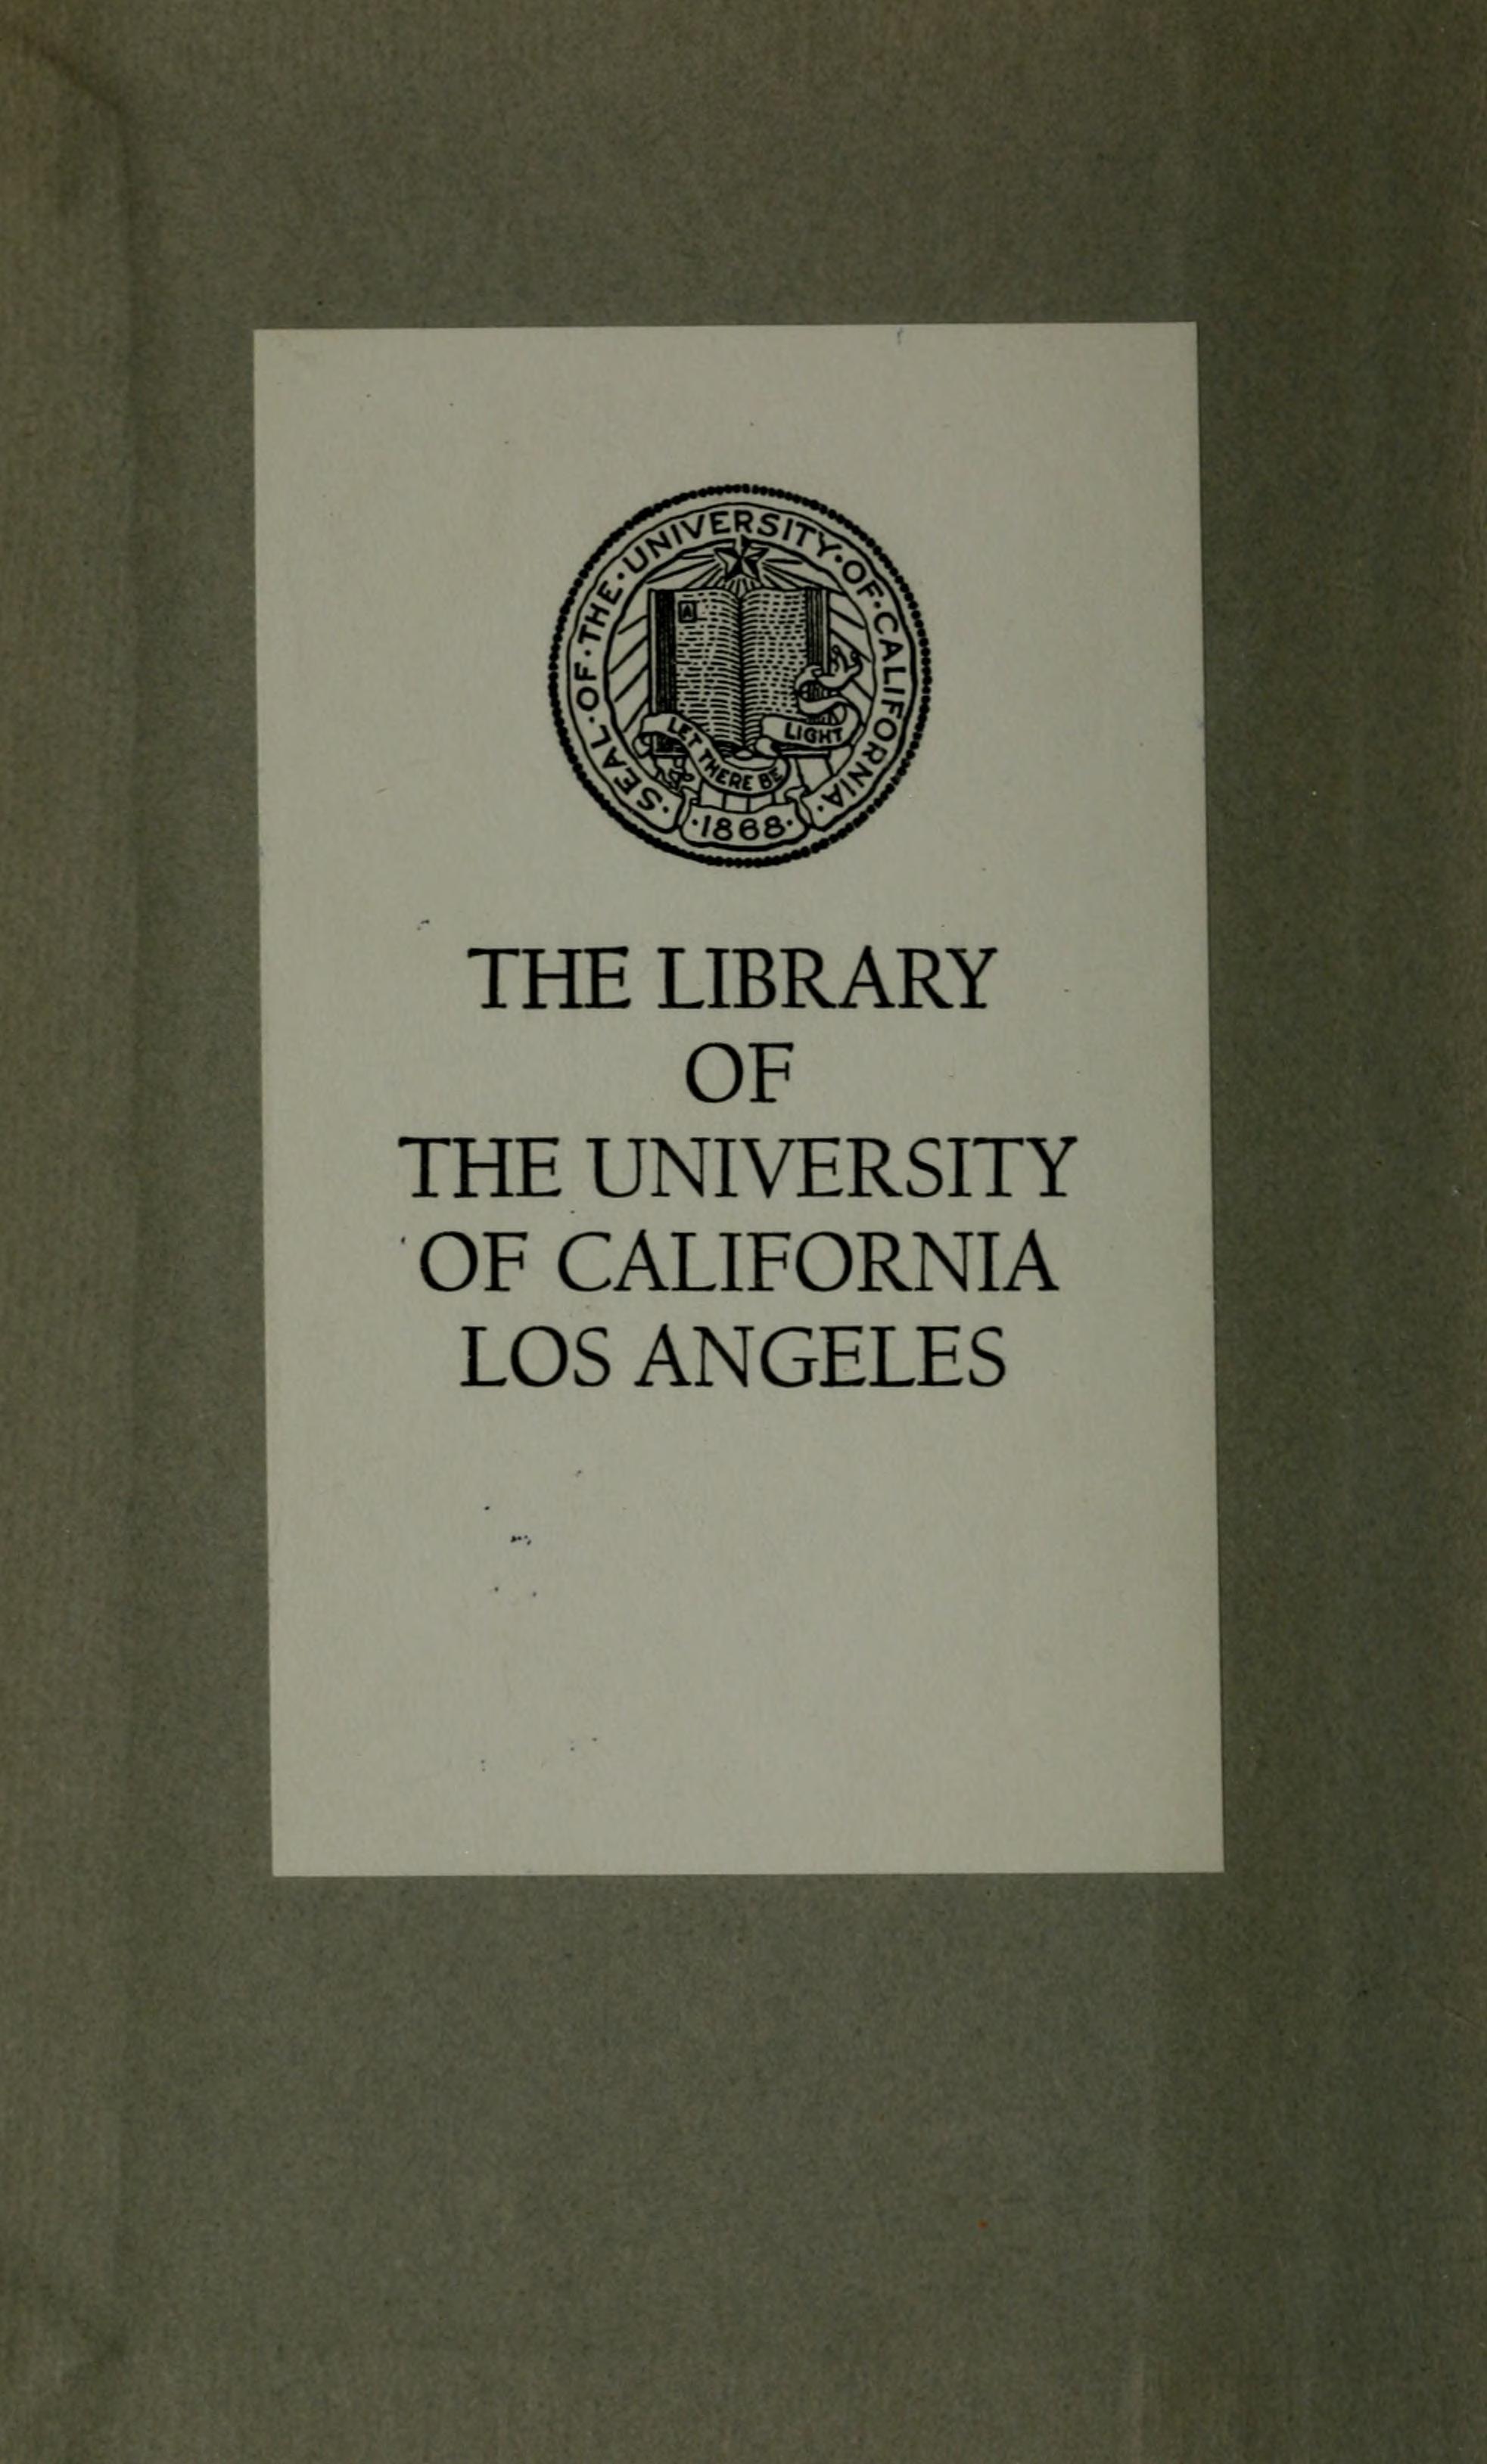 ·SEAL·OF·THE·UNIVERSITY·OF·CALIFORNIA·
A
LET THERE BE LIGHT
·1868·
THE LIBRARY
OF
THE UNIVERSITY
OF CALIFORNIA
LOS ANGELES